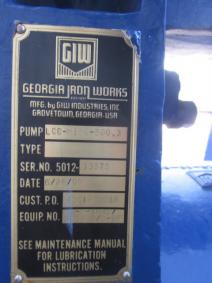 GIW
GEORGIA IRON WORKS
MFG. by GIW INDUSTRIES, INC
GROVETOWN, GEORGIA-USA
PUMP
TYPE
SER.NO. 5012-
DATE
CUST. P.O.
EQUIP. NO.
SEE MAINTENANCE MANUAL
FOR LUBRICATION
INSTRUCTIONS.